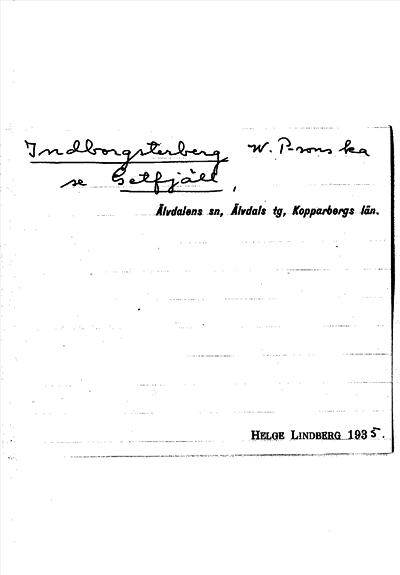 Indborgsterberg W. P-sons ka
se Getfjäll,
Älvdalens sn, Älvdals tg, Kopparbergs län.
HELGE LINDBERG 1935.